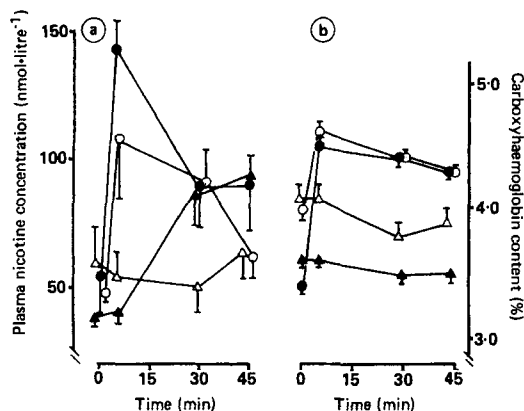 a
b
Plasma nicotine concentration (nmol·litre⁻¹)
150
100
50
0
15
30
45
Time (min)
0
15
30
45
Time (min)
5·0
4·0
3·0
Carboxyhaemoglobin content (%)